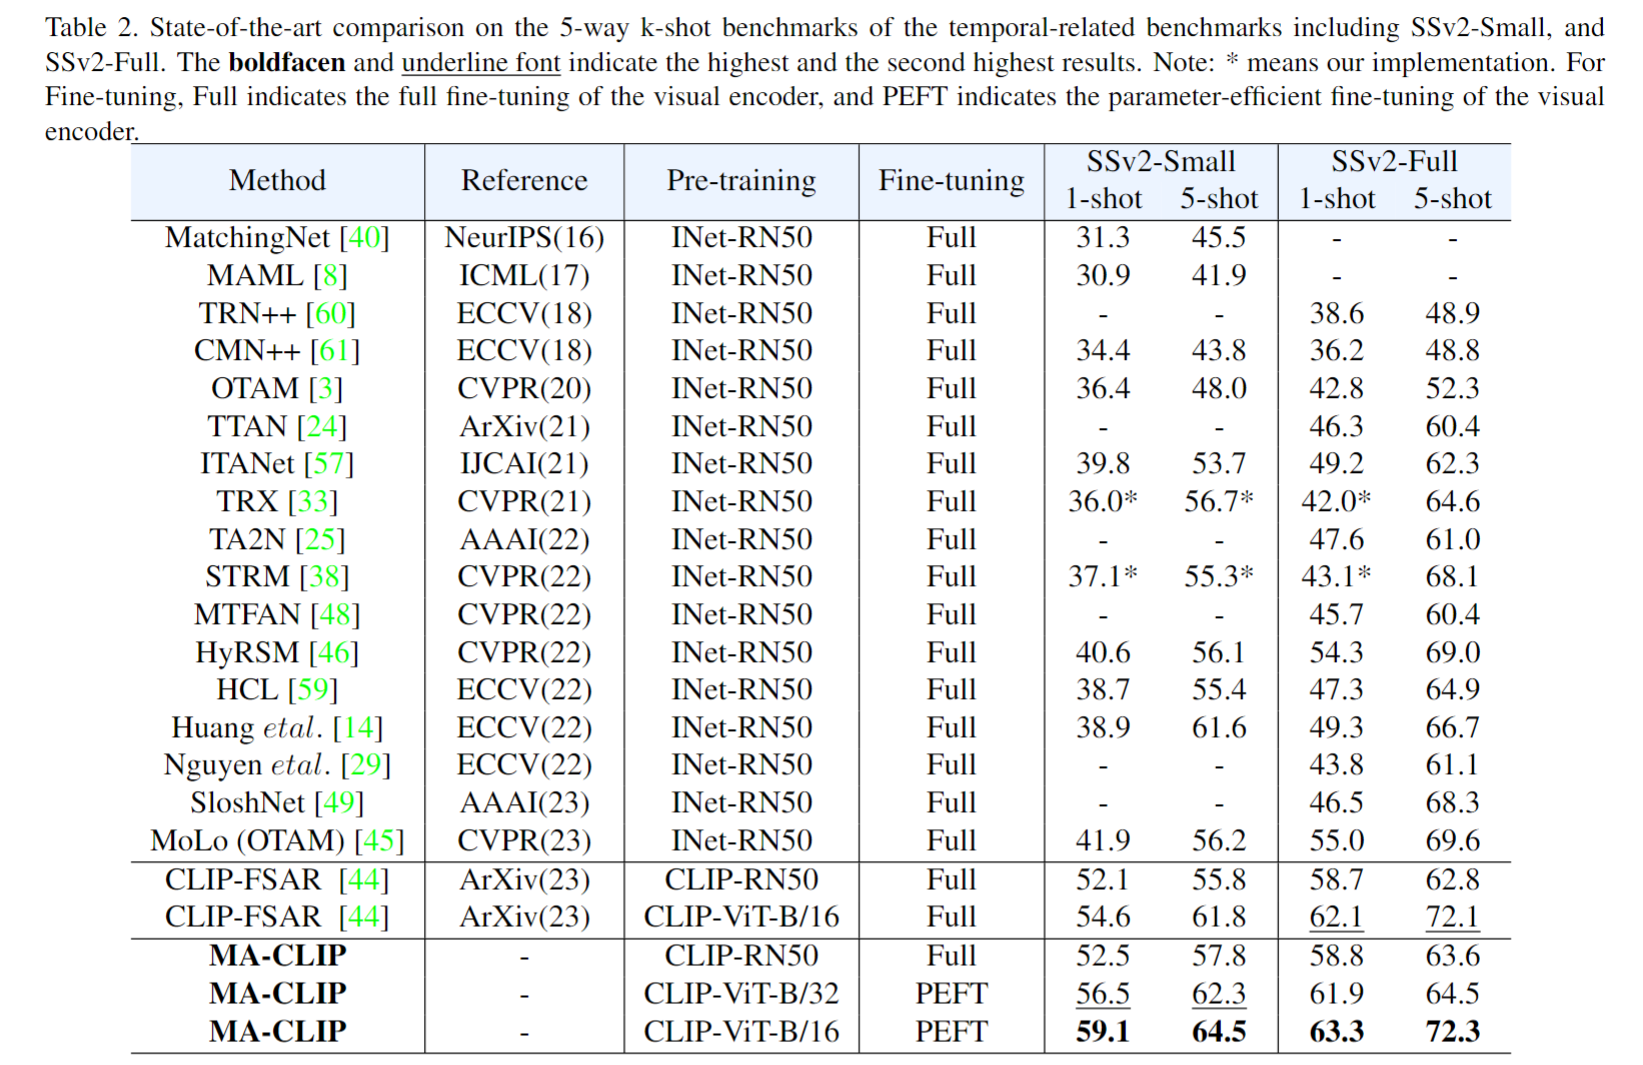 Table 2. State-of-the-art comparison on the 5-way k-shot benchmarks of the temporal-related benchmarks including SSv2-Small, and
SSv2-Full. The boldfacen and underline font indicate the highest and the second highest results. Note: * means our implementation. For
Fine-tuning, Full indicates the full fine-tuning of the visual encoder, and PEFT indicates the parameter-efficient fine-tuning of the visual
encoder.
Method Reference Pre-training Fine-tuning SSv2-Small SSv2-Full
1-shot 5-shot 1-shot 5-shot
MatchingNet [40] NeurIPS(16) INet-RN50 Full 31.3 45.5 - -
MAML [8] ICML(17) INet-RN50 Full 30.9 41.9 - -
TRN++ [60] ECCV(18) INet-RN50 Full - - 38.6 48.9
CMN++ [61] ECCV(18) INet-RN50 Full 34.4 43.8 36.2 48.8
OTAM [3] CVPR(20) INet-RN50 Full 36.4 48.0 42.8 52.3
TTAN [24] ArXiv(21) INet-RN50 Full - - 46.3 60.4
ITANet [57] IJCAI(21) INet-RN50 Full 39.8 53.7 49.2 62.3
TRX [33] CVPR(21) INet-RN50 Full 36.0* 56.7* 42.0* 64.6
TA2N [25] AAAI(22) INet-RN50 Full - - 47.6 61.0
STRM [38] CVPR(22) INet-RN50 Full 37.1* 55.3* 43.1* 68.1
MTFAN [48] CVPR(22) INet-RN50 Full - - 45.7 60.4
HyRSM [46] CVPR(22) INet-RN50 Full 40.6 56.1 54.3 69.0
HCL [59] ECCV(22) INet-RN50 Full 38.7 55.4 47.3 64.9
Huang etal. [14] ECCV(22) INet-RN50 Full 38.9 61.6 49.3 66.7
Nguyen etal. [29] ECCV(22) INet-RN50 Full - - 43.8 61.1
SloshNet [49] AAAI(23) INet-RN50 Full - - 46.5 68.3
MoLo (OTAM) [45] CVPR(23) INet-RN50 Full 41.9 56.2 55.0 69.6
CLIP-FSAR [44] ArXiv(23) CLIP-RN50 Full 52.1 55.8 58.7 62.8
CLIP-FSAR [44] ArXiv(23) CLIP-ViT-B/16 Full 54.6 61.8 62.1 72.1
MA-CLIP - CLIP-RN50 Full 52.5 57.8 58.8 63.6
MA-CLIP - CLIP-ViT-B/32 PEFT 56.5 62.3 61.9 64.5
MA-CLIP - CLIP-ViT-B/16 PEFT 59.1 64.5 63.3 72.3